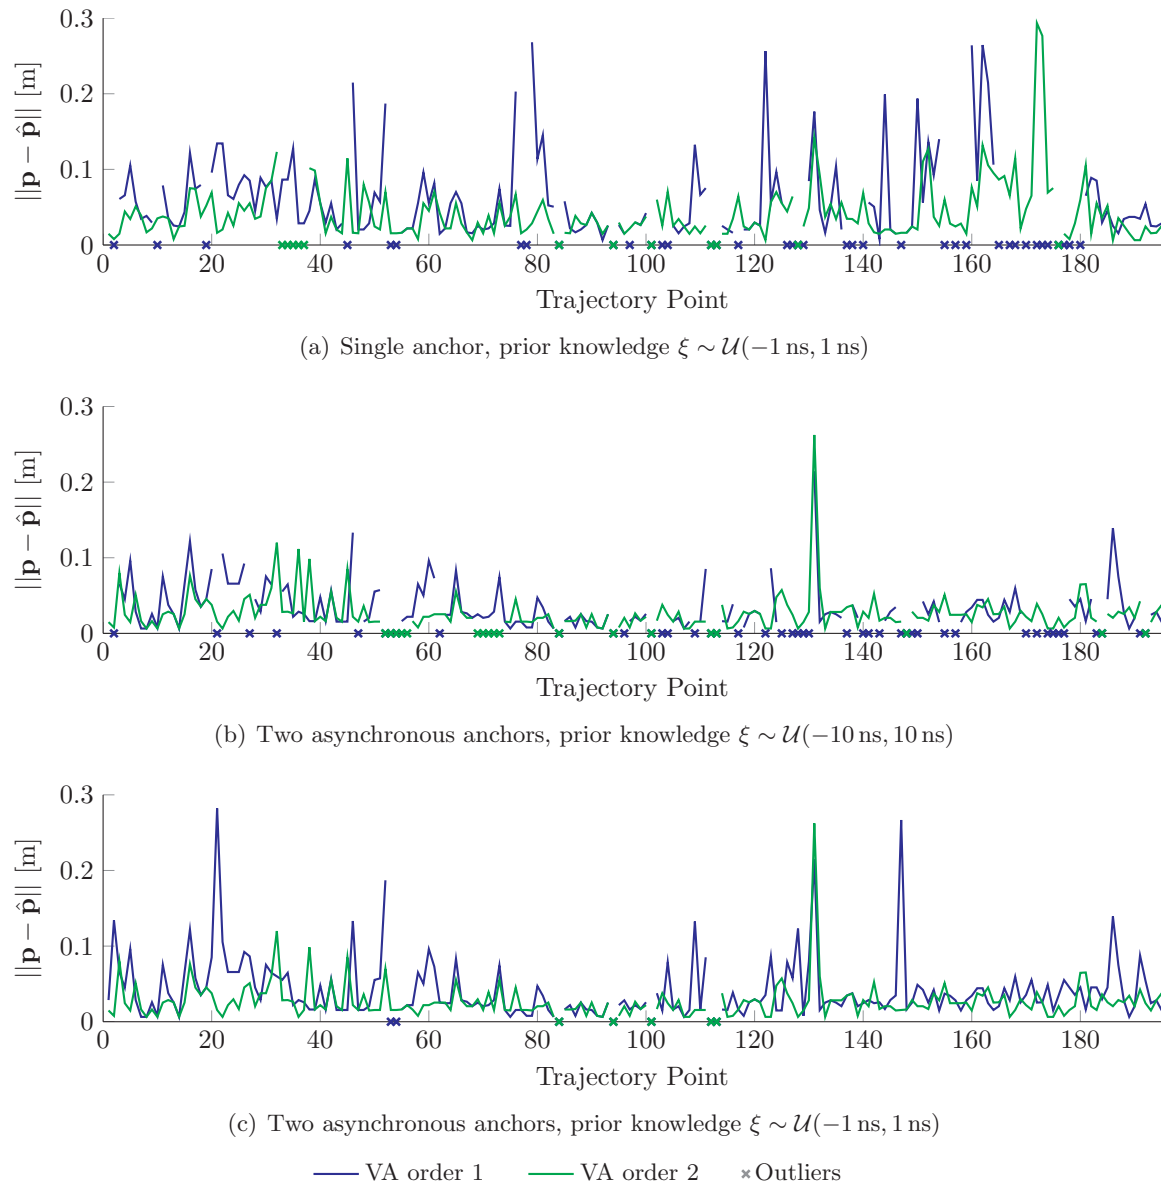 0.3
0.2
0.1
0
||p − p̂|| [m]
0 20 40 60 80 100 120 140 160 180
Trajectory Point
(a) Single anchor, prior knowledge ξ ∼ 𝒰(−1 ns, 1 ns)
0.3
0.2
0.1
0
||p − p̂|| [m]
0 20 40 60 80 100 120 140 160 180
Trajectory Point
(b) Two asynchronous anchors, prior knowledge ξ ∼ 𝒰(−10 ns, 10 ns)
0.3
0.2
0.1
0
||p − p̂|| [m]
0 20 40 60 80 100 120 140 160 180
Trajectory Point
(c) Two asynchronous anchors, prior knowledge ξ ∼ 𝒰(−1 ns, 1 ns)
VA order 1 VA order 2 Outliers